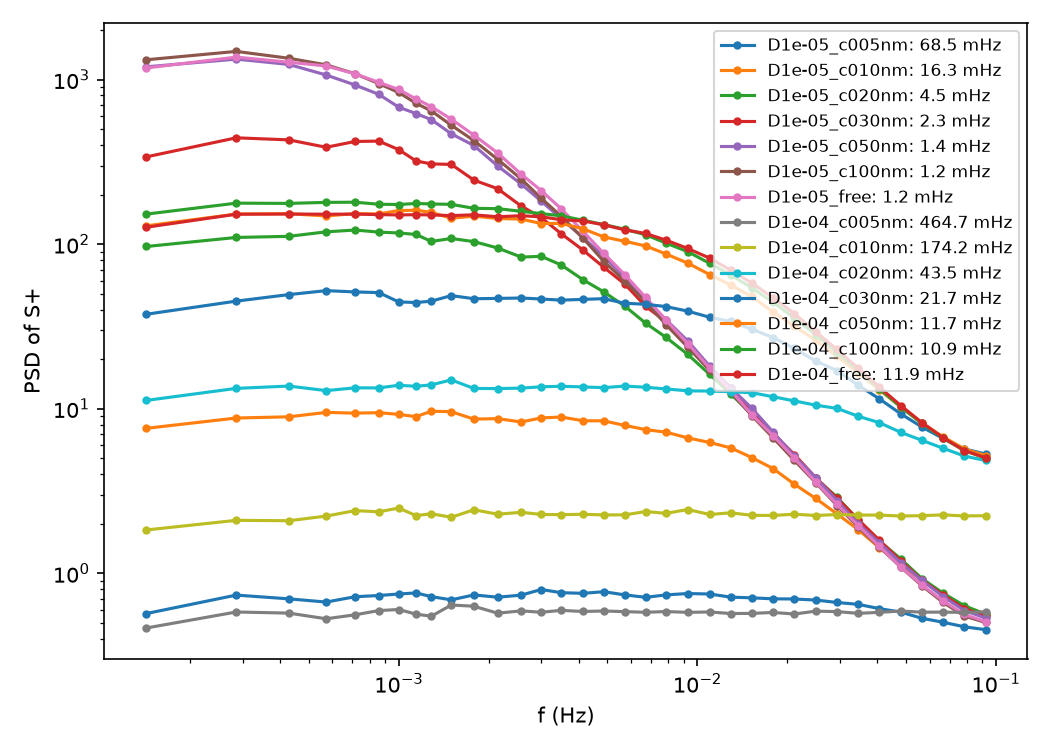 10³
10²
10¹
10⁰
PSD of S+
D1e-05_c005nm: 68.5 mHz
D1e-05_c010nm: 16.3 mHz
D1e-05_c020nm: 4.5 mHz
D1e-05_c030nm: 2.3 mHz
D1e-05_c050nm: 1.4 mHz
D1e-05_c100nm: 1.2 mHz
D1e-05_free: 1.2 mHz
D1e-04_c005nm: 464.7 mHz
D1e-04_c010nm: 174.2 mHz
D1e-04_c020nm: 43.5 mHz
D1e-04_c030nm: 21.7 mHz
D1e-04_c050nm: 11.7 mHz
D1e-04_c100nm: 10.9 mHz
D1e-04_free: 11.9 mHz
10⁻³
10⁻²
10⁻¹
f (Hz)